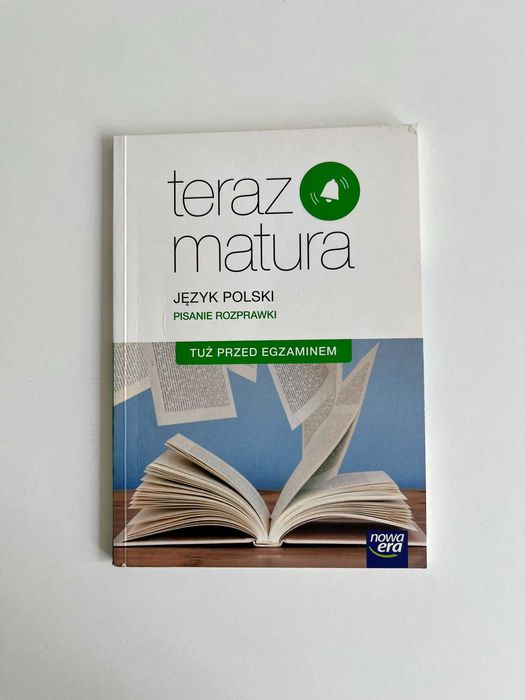 teraz
matura
JĘZYK POLSKI
PISANIE ROZPRAWKI
TUŻ PRZED EGZAMINEM
nowa
era